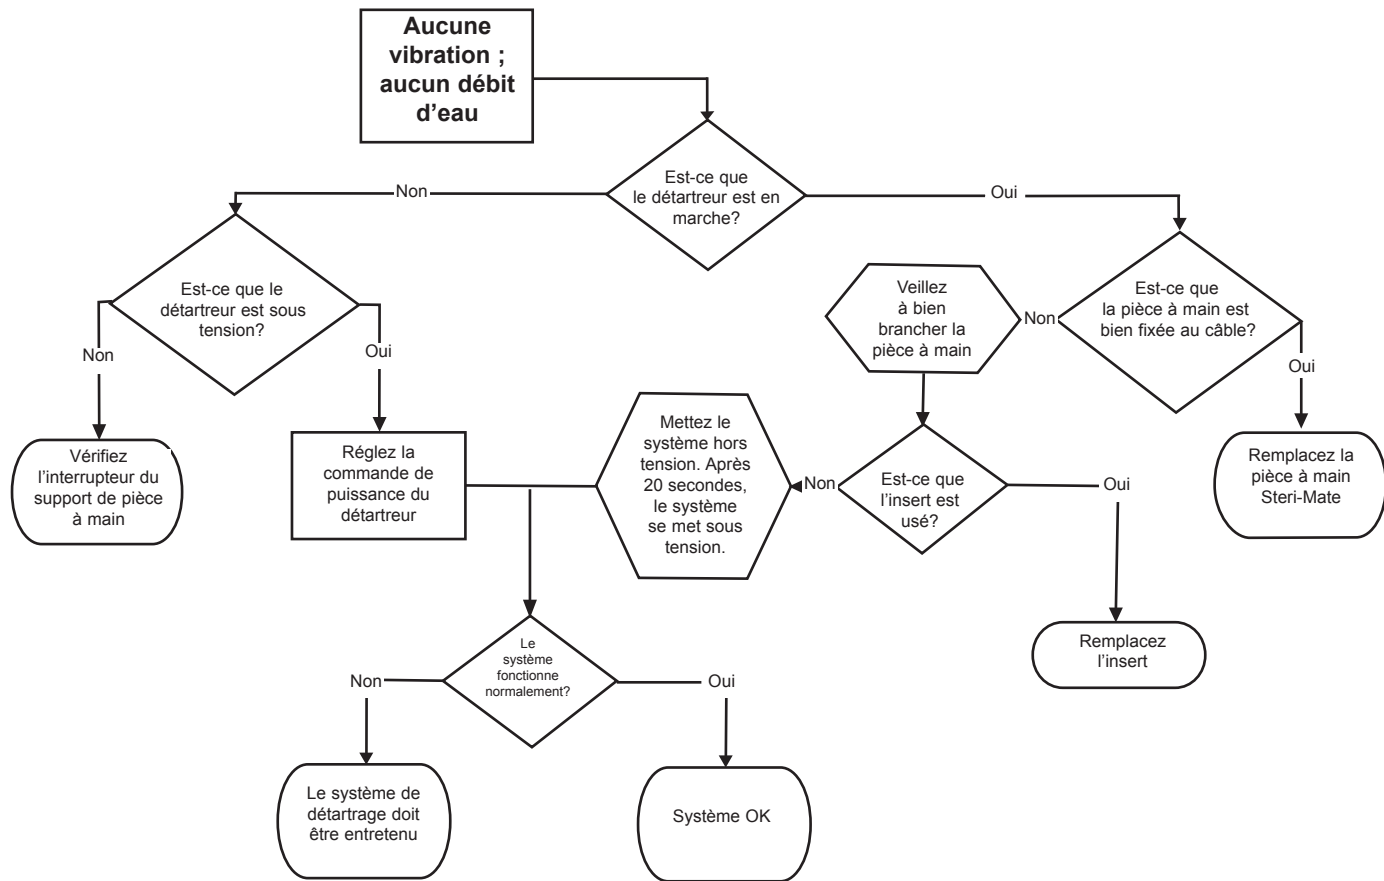 Aucune
vibration ;
aucun débit
d'eau
Est-ce que
le détartreur est en
marche?
Non
Oui
Est-ce que le
détartreur est sous
tension?
Veillez
à bien
brancher la
pièce à main
Non
Est-ce que
la pièce à main est
bien fixée au câble?
Non
Oui
Oui
Vérifiez
l'interrupteur du
support de pièce
à main
Réglez la
commande de
puissance du
détartreur
Mettez le
système hors
tension. Après
20 secondes,
le système
se met sous
tension.
Non
Est-ce que
l'insert est
usé?
Oui
Remplacez la
pièce à main
Steri-Mate
Remplacez
l'insert
Le
système
fonctionne
normalement?
Non
Oui
Le système de
détartrage doit
être entretenu
Système OK